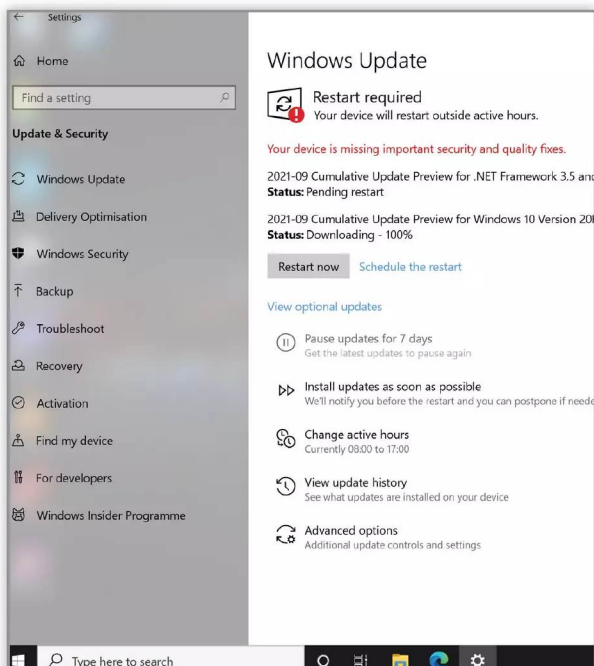 Settings
Home
Find a setting
Update & Security
Windows Update
Delivery Optimisation
Windows Security
Backup
Troubleshoot
Recovery
Activation
Find my device
For developers
Windows Insider Programme
Windows Update
Restart required
Your device will restart outside active hours.
Your device is missing important security and quality fixes.
2021-09 Cumulative Update Preview for .NET Framework 3.5 and
Status: Pending restart
2021-09 Cumulative Update Preview for Windows 10 Version
Status: Downloading - 100%
Restart now Schedule the restart
View optional updates
Pause updates for 7 days
Get the latest updates to pause again
Install updates as soon as possible
We'll notify you before the restart and you can postpone if
Change active hours
Currently 08:00 to 17:00
View update history
See what updates are installed on your device
Advanced options
Additional update controls and settings
Type here to search